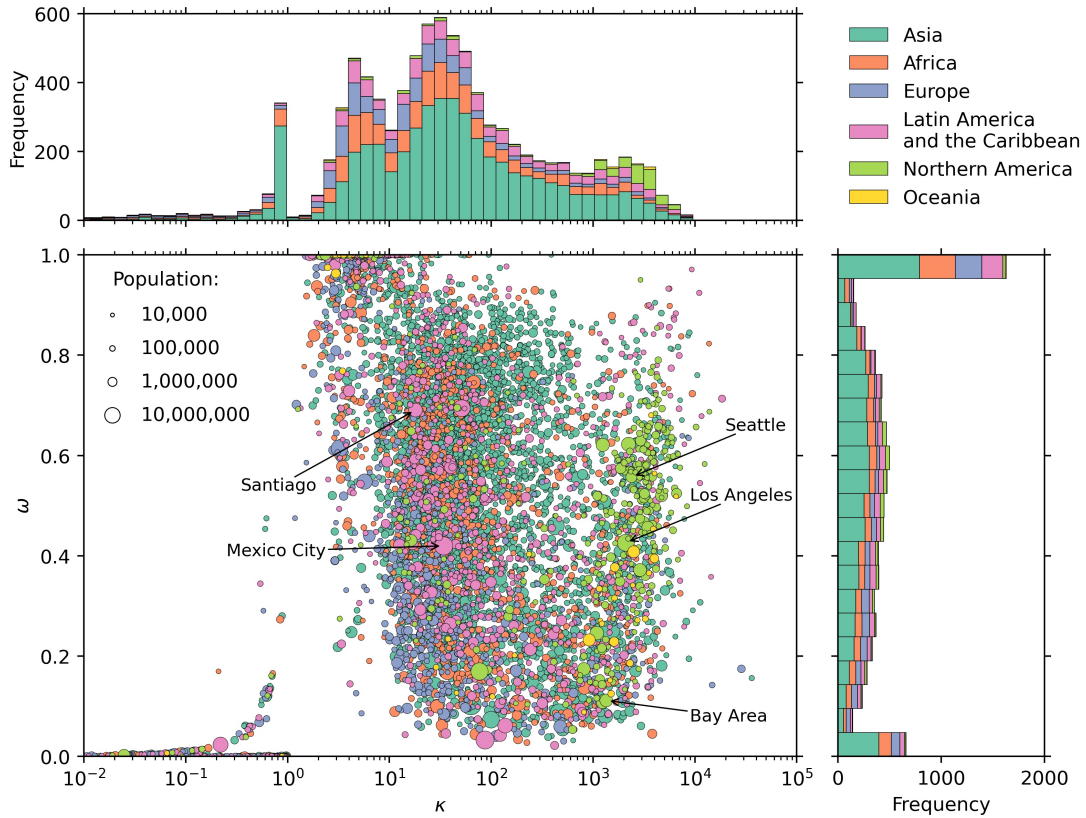 600
400
200
0
Frequency
Asia
Africa
Europe
Latin America
and the Caribbean
Northern America
Oceania
1.0
0.8
0.6
0.4
0.2
0.0
ω
Population:
10,000
100,000
1,000,000
10,000,000
Santiago
Mexico City
Seattle
Los Angeles
Bay Area
10⁻² 10⁻¹ 10⁰ 10¹ 10² 10³ 10⁴ 10⁵
κ
0 1000 2000
Frequency